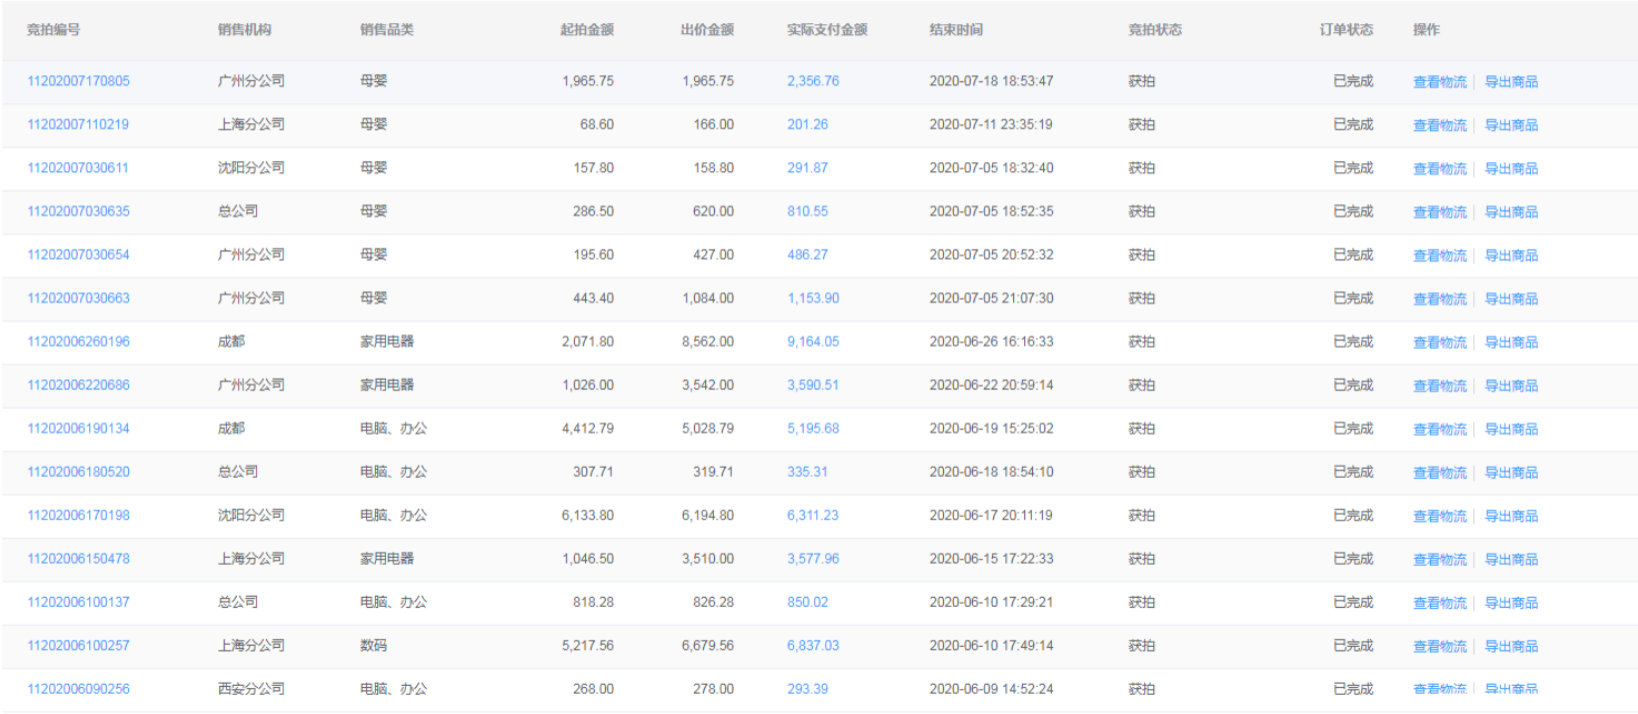 竞拍编号 销售机构 销售品类 起拍金额 出价金额 实际支付金额 结束时间 竞拍状态 订单状态 操作
11202007170805 广州分公司 母婴 1,965.75 1,965.75 2,356.76 2020-07-18 18:53:47 获拍 已完成 查看物流 | 导出商品
11202007110219 上海分公司 母婴 68.60 166.00 201.26 2020-07-11 23:35:19 获拍 已完成 查看物流 | 导出商品
11202007030611 沈阳分公司 母婴 157.80 158.80 291.87 2020-07-05 18:32:40 获拍 已完成 查看物流 | 导出商品
11202007030635 总公司 母婴 286.50 620.00 810.55 2020-07-05 18:52:35 获拍 已完成 查看物流 | 导出商品
11202007030654 广州分公司 母婴 195.60 427.00 486.27 2020-07-05 20:52:32 获拍 已完成 查看物流 | 导出商品
11202007030663 广州分公司 母婴 443.40 1,084.00 1,153.90 2020-07-05 21:07:30 获拍 已完成 查看物流 | 导出商品
11202006260196 成都 家用电器 2,071.80 8,562.00 9,164.05 2020-06-26 16:16:33 获拍 已完成 查看物流 | 导出商品
11202006220686 广州分公司 家用电器 1,026.00 3,542.00 3,590.51 2020-06-22 20:59:14 获拍 已完成 查看物流 | 导出商品
11202006190134 成都 电脑、办公 4,412.79 5,028.79 5,195.68 2020-06-19 15:25:02 获拍 已完成 查看物流 | 导出商品
11202006180520 总公司 电脑、办公 307.71 319.71 335.31 2020-06-18 18:54:10 获拍 已完成 查看物流 | 导出商品
11202006170198 沈阳分公司 电脑、办公 6,133.80 6,194.80 6,311.23 2020-06-17 20:11:19 获拍 已完成 查看物流 | 导出商品
11202006150478 上海分公司 家用电器 1,046.50 3,510.00 3,577.96 2020-06-15 17:22:33 获拍 已完成 查看物流 | 导出商品
11202006100137 总公司 电脑、办公 818.28 826.28 850.02 2020-06-10 17:29:21 获拍 已完成 查看物流 | 导出商品
11202006100257 上海分公司 数码 5,217.56 6,679.56 6,837.03 2020-06-10 17:49:14 获拍 已完成 查看物流 | 导出商品
11202006090256 西安分公司 电脑、办公 268.00 278.00 293.39 2020-06-09 14:52:24 获拍 已完成 查看物流 | 导出商品